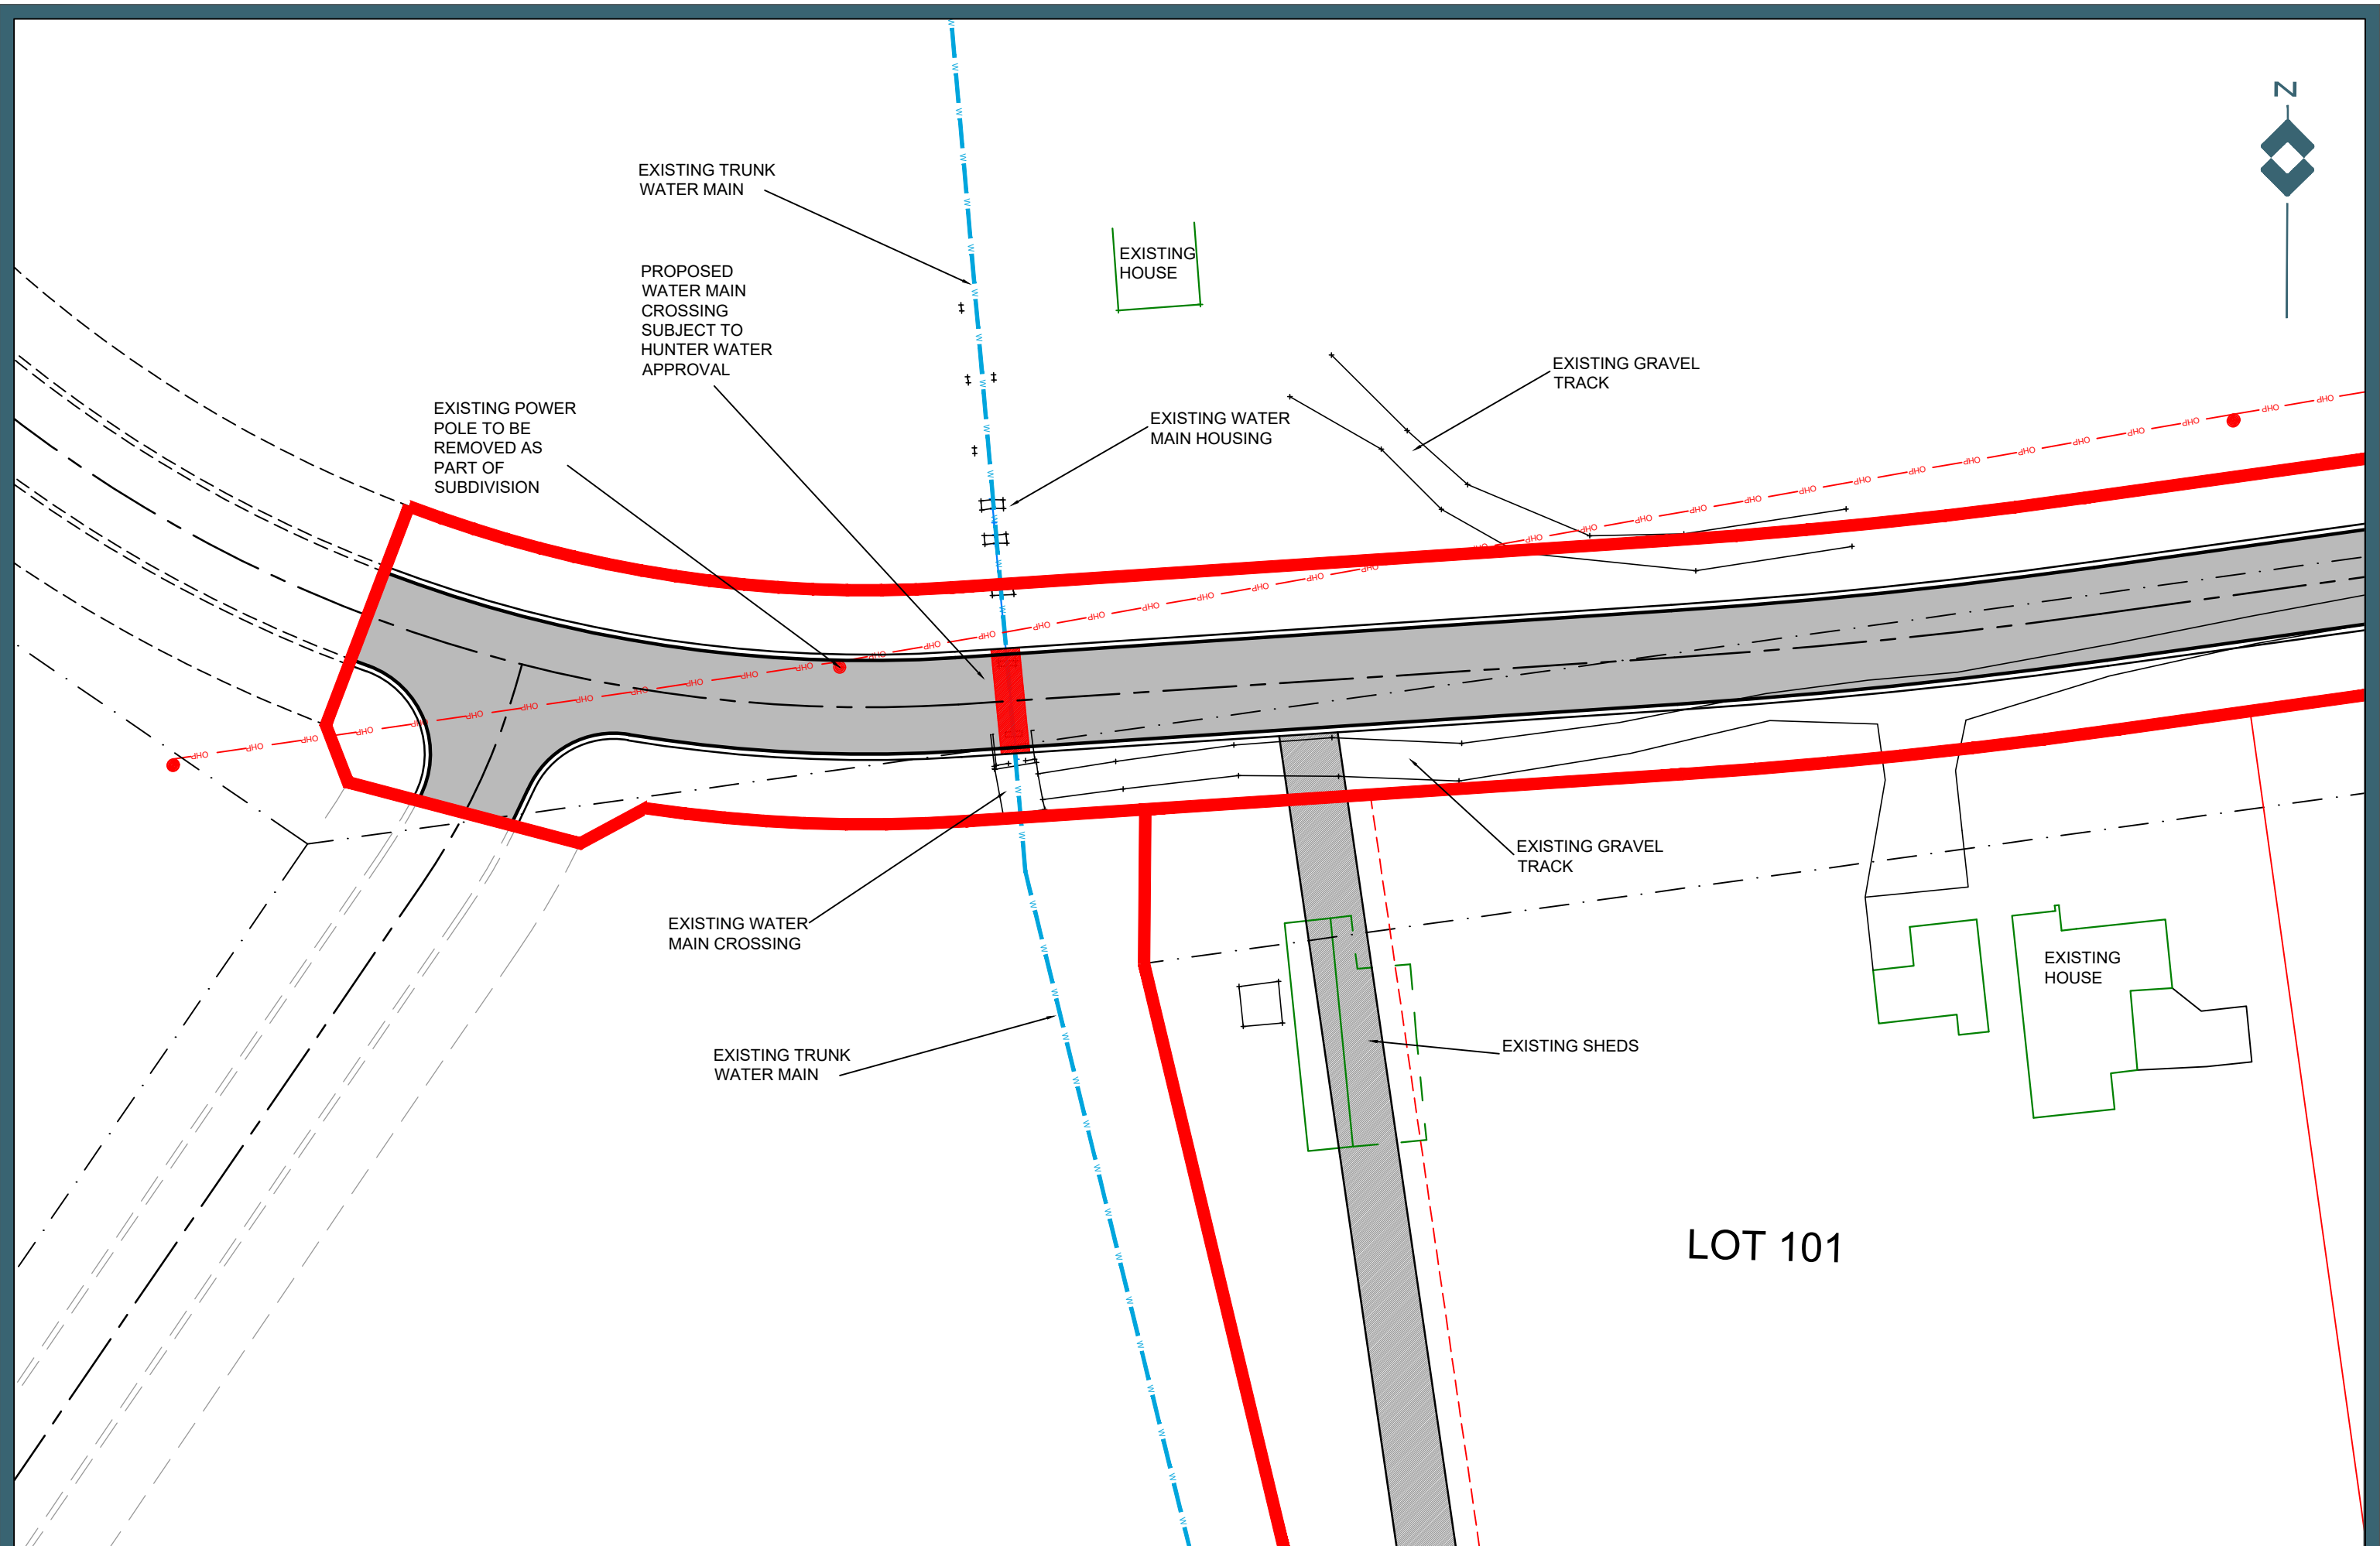 N
EXISTING TRUNK
WATER MAIN
EXISTING
HOUSE
PROPOSED
WATER MAIN
CROSSING
SUBJECT TO
HUNTER WATER
APPROVAL
EXISTING GRAVEL
TRACK
EXISTING POWER
POLE TO BE
REMOVED AS
PART OF
SUBDIVISION
EXISTING WATER
MAIN HOUSING
EXISTING GRAVEL
TRACK
EXISTING WATER
MAIN CROSSING
EXISTING
HOUSE
EXISTING TRUNK
WATER MAIN
EXISTING SHEDS
LOT 101
OHP
W